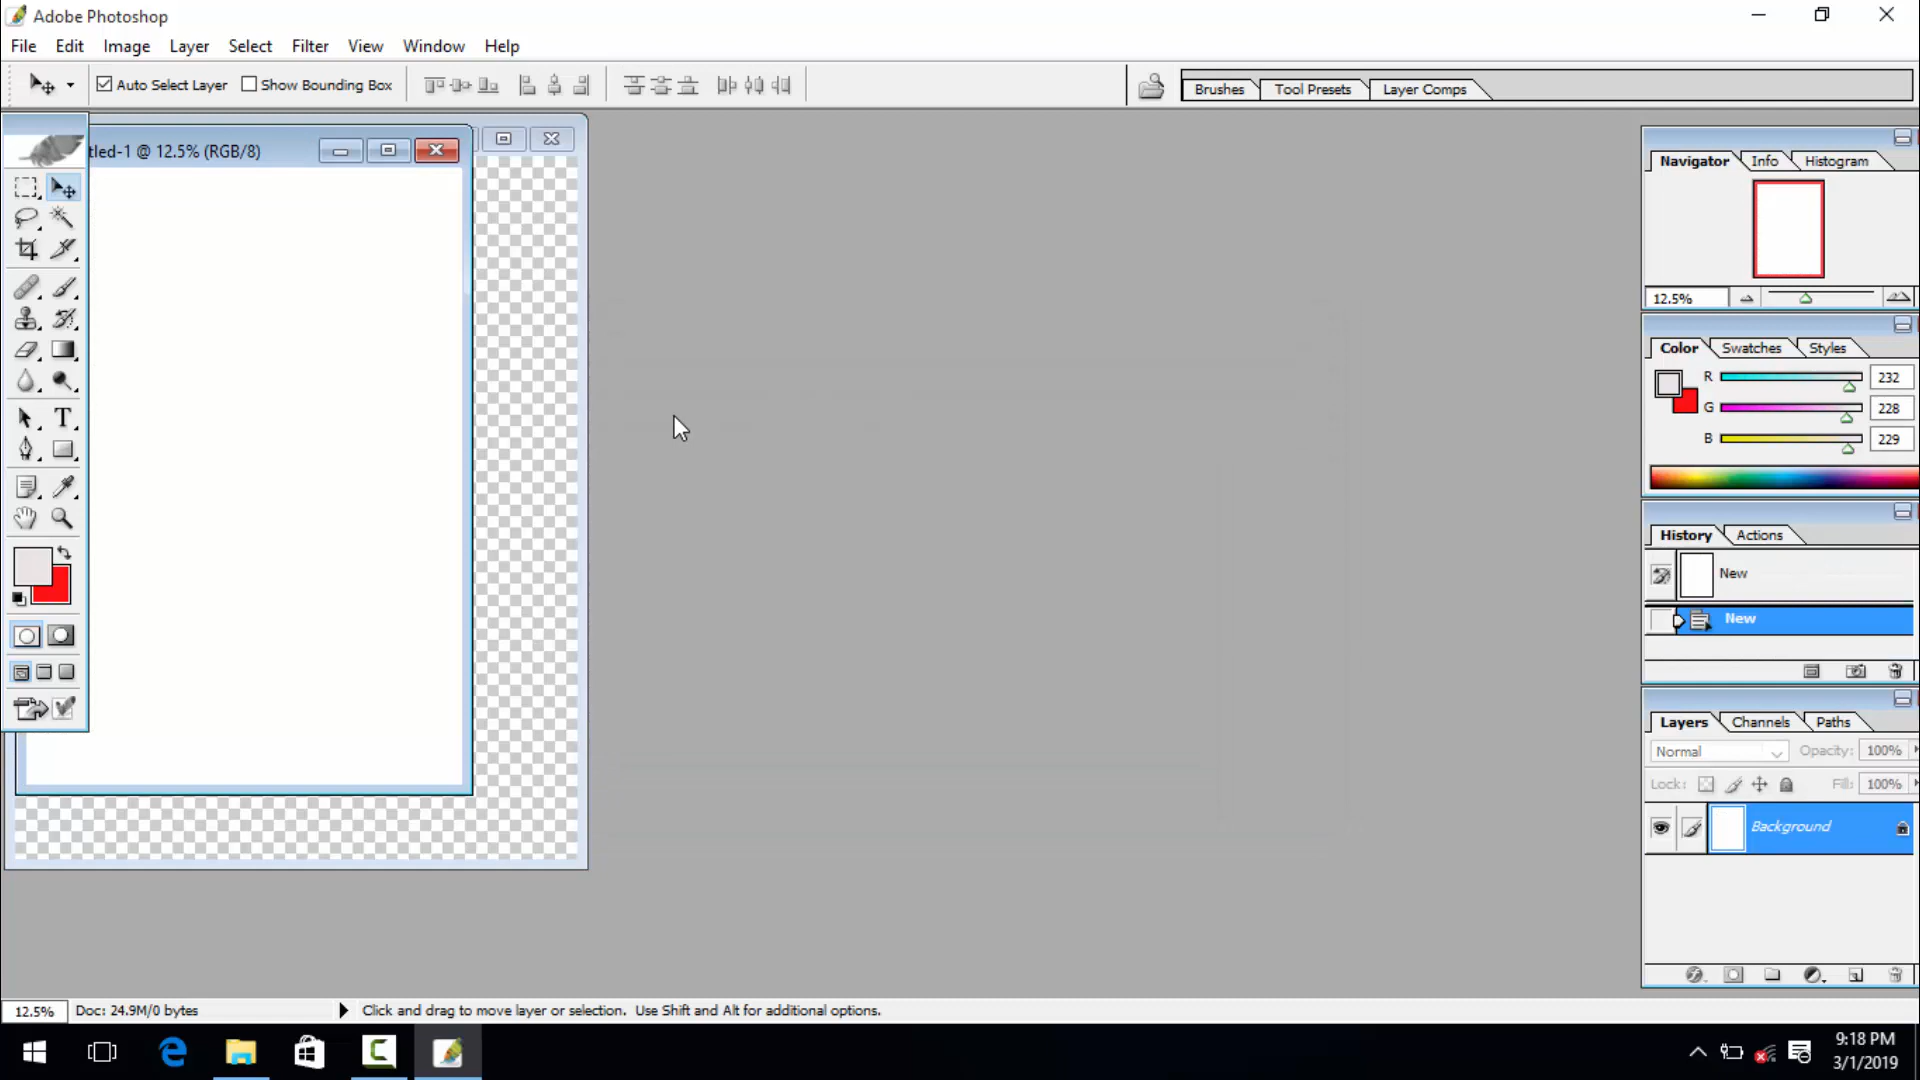 Adobe Photoshop
File Edit Image Layer Select Filter View Window Help
Auto Select Layer Show Bounding Box
Brushes Tool Presets Layer Comps
tled-1 @ 12.5% (RGB/8)
Navigator Info Histogram
12.5%
Color Swatches Styles
R 232
G 228
B 229
T
History Actions
New
New
Layers Channels Paths
Normal Opacity: 100%
Lock: Fill: 100%
Background
12.5% Doc: 24.9M/0 bytes Click and drag to move layer or selection. Use Shift and Alt for additional options.
9:18 PM
3/1/2019